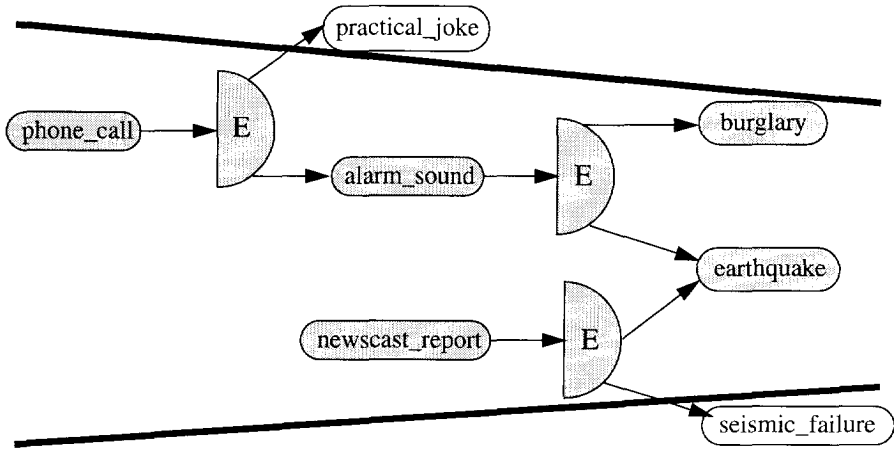 practical_joke
phone_call
E
burglary
alarm_sound
E
earthquake
newscast_report
E
seismic_failure